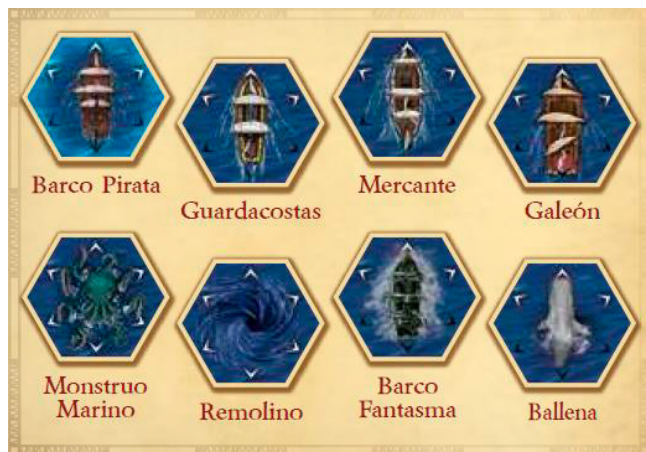 Barco Pirata
Guardacostas
Mercante
Galeón
Monstruo
Marino
Remolino
Barco
Fantasma
Ballena